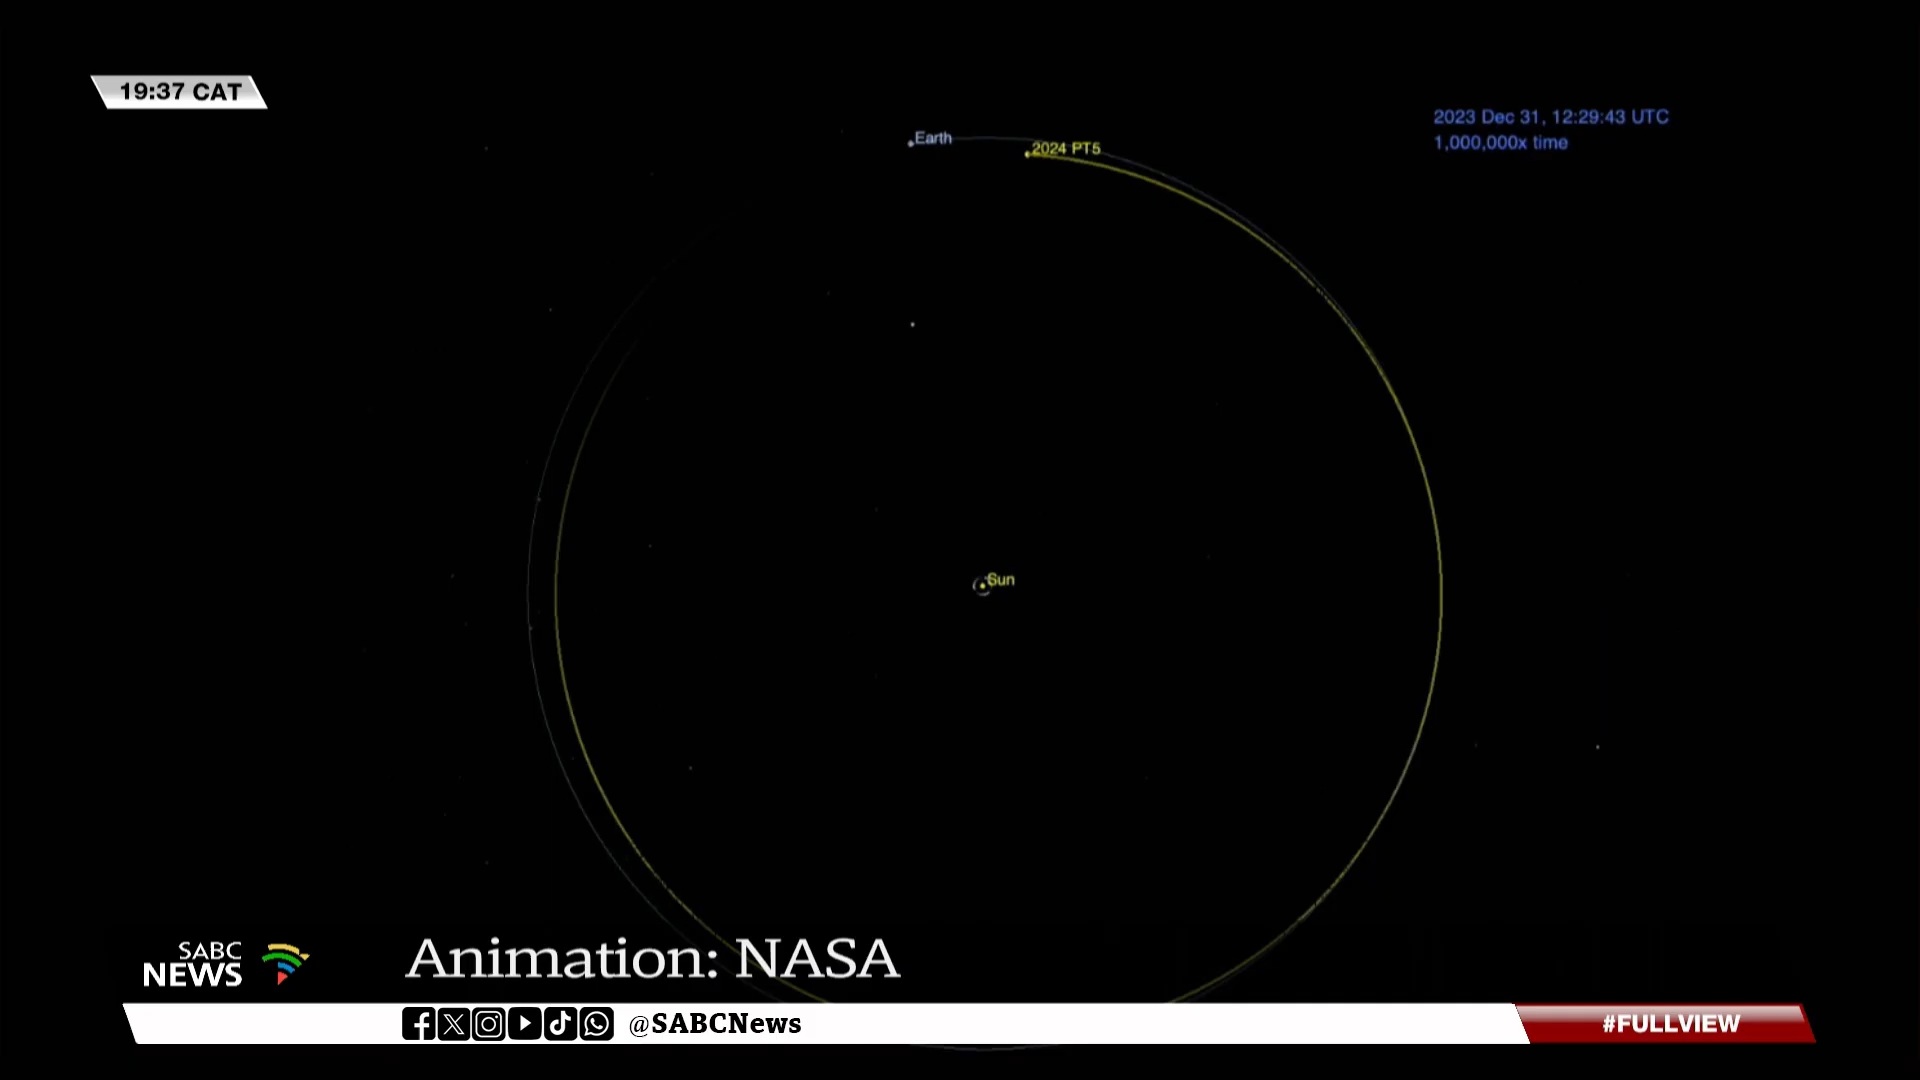 19:37 CAT
2023 Dec 31, 12:29:43 UTC
1,000,000x time
Earth
2024 PT5
Sun
SABC
NEWS
Animation: NASA
@SABCNews
#FULLVIEW